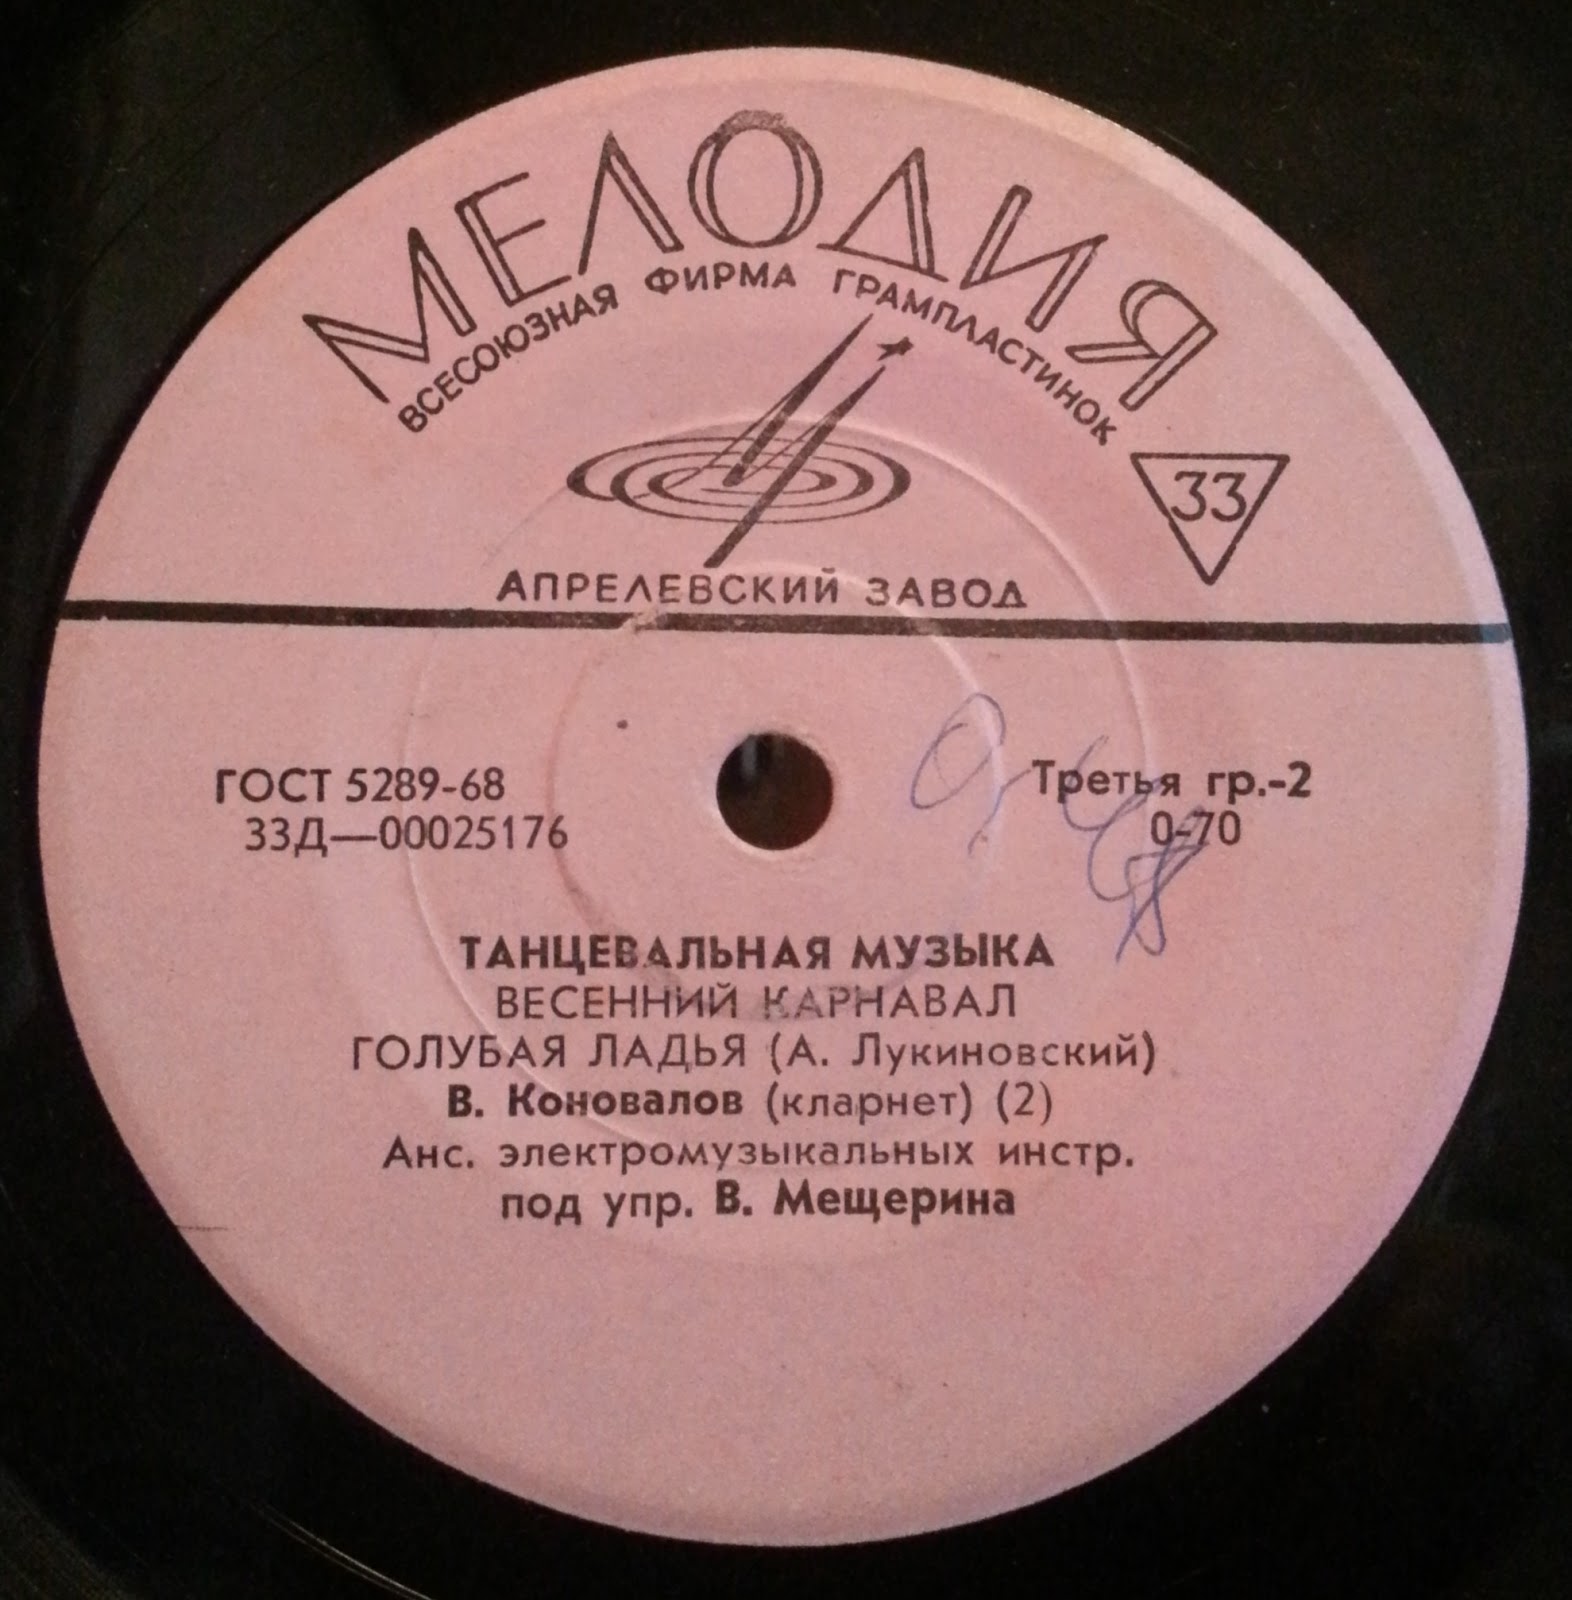 МЕЛОДИЯ
ВСЕСОЮЗНАЯ ФИРМА ГРАМПЛАСТИНОК
33
АПРЕЛЕВСКИЙ ЗАВОД
ГОСТ 5289-68
33Д—00025176
Третья гр.-2
0-70
ТАНЦЕВАЛЬНАЯ МУЗЫКА
ВЕСЕННИЙ КАРНАВАЛ
ГОЛУБАЯ ЛАДЬЯ (А. Лукиновский)
В. Коновалов (кларнет) (2)
Анс. электромузыкальных инстр.
под упр. В. Мещерина